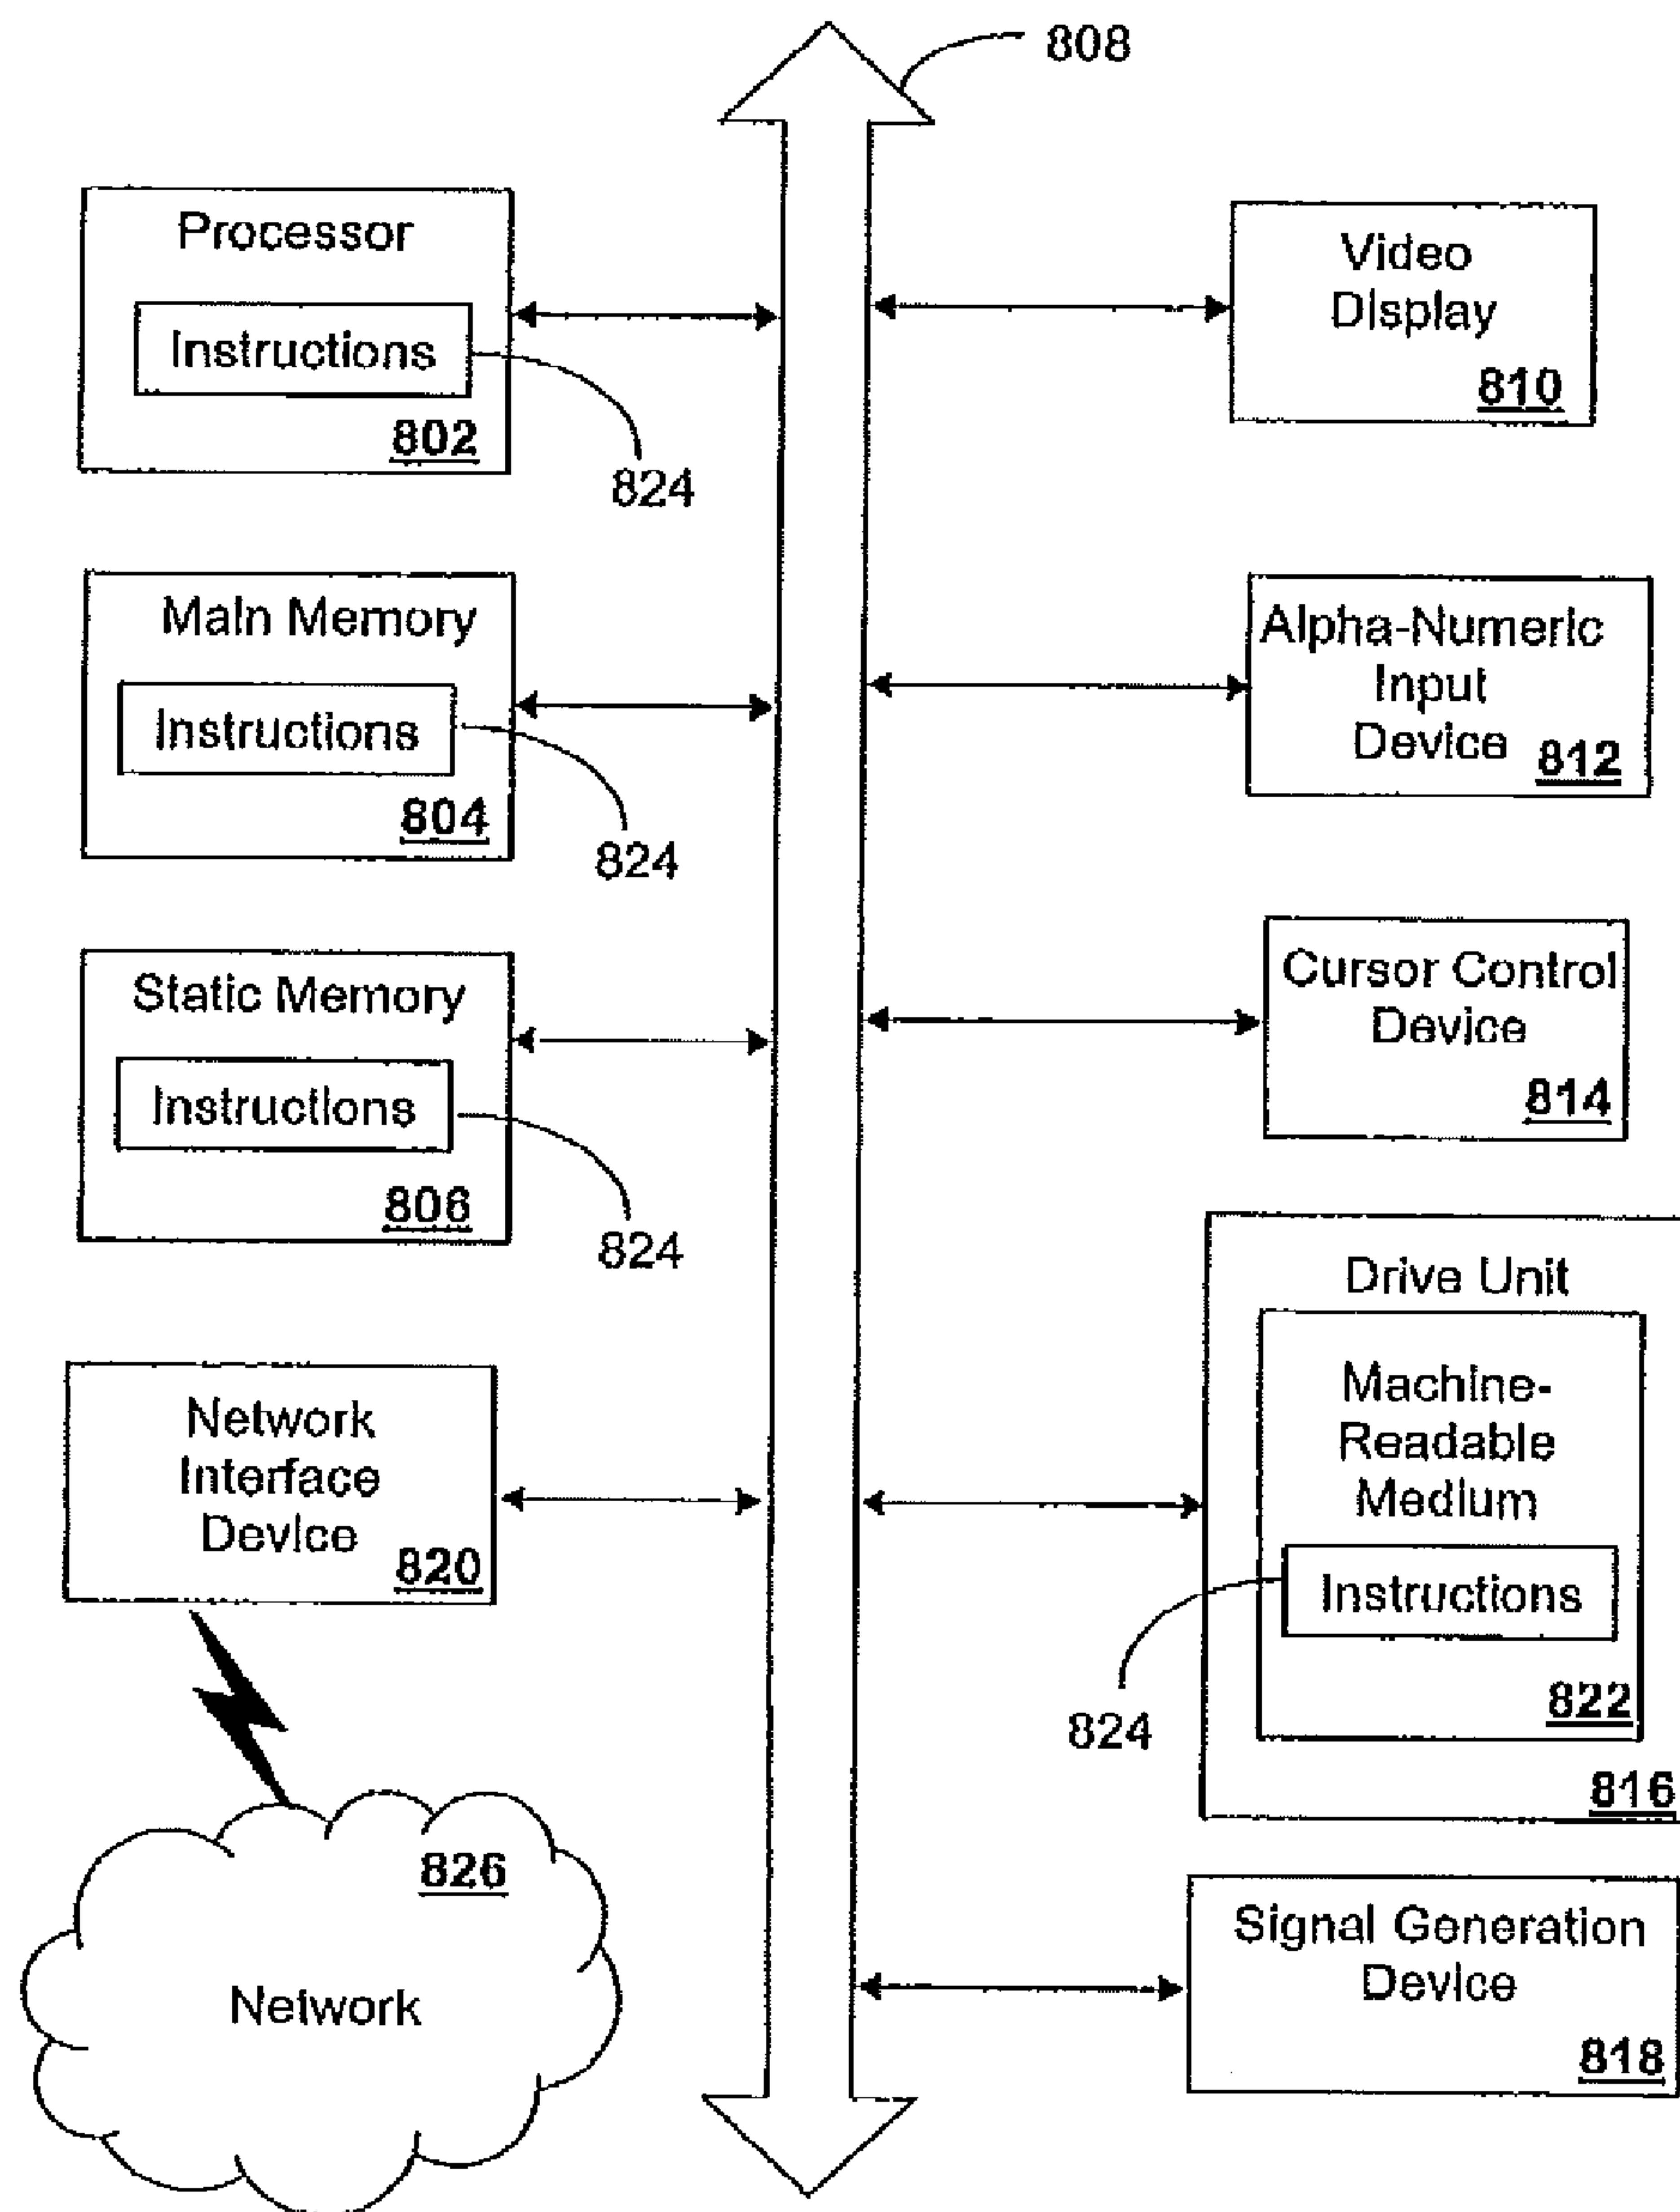 808
Processor
Instructions
802
824
Main Memory
Instructions
804
824
Static Memory
Instructions
806
824
Network
Interface
Device
820
826
Network
Video
Display
810
Alpha-Numeric
Input
Device
812
Cursor Control
Device
814
Drive Unit
Machine-
Readable
Medium
Instructions
824
822
816
Signal Generation
Device
818